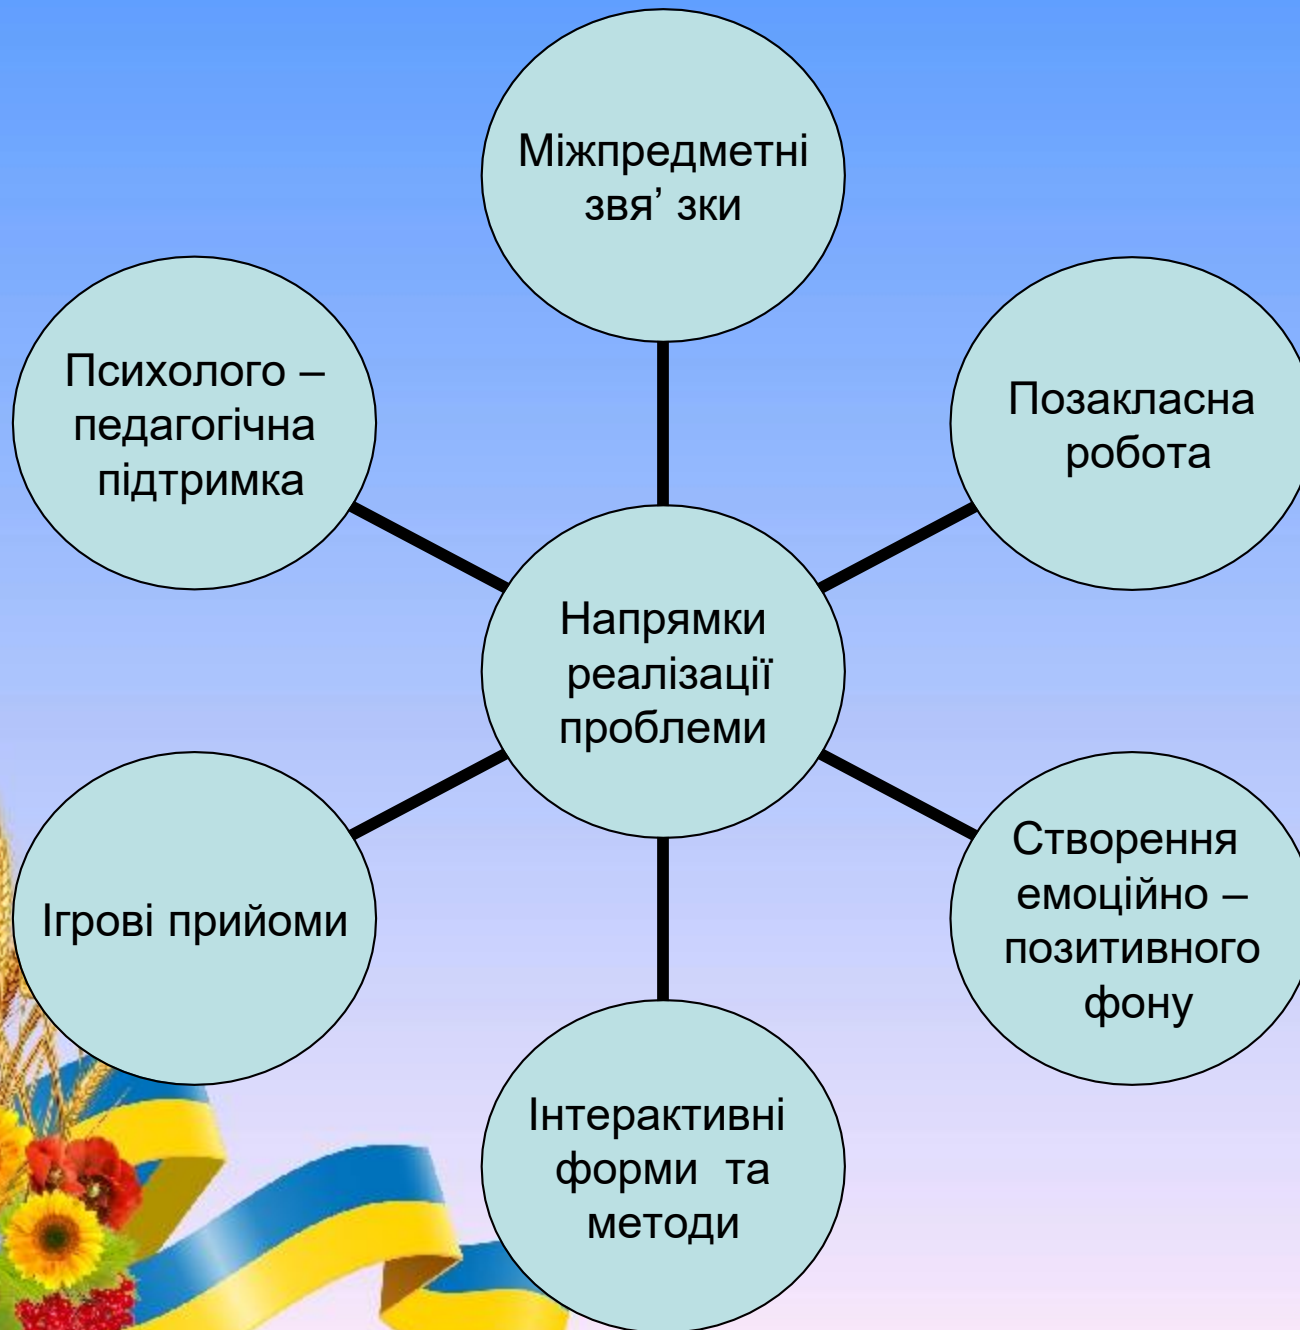 Міжпредметні
звя’ зки
Психолого –
педагогічна
підтримка
Позакласна
робота
Напрямки
реалізації
проблеми
Ігрові прийоми
Створення
емоційно –
позитивного
фону
Інтерактивні
форми  та
методи